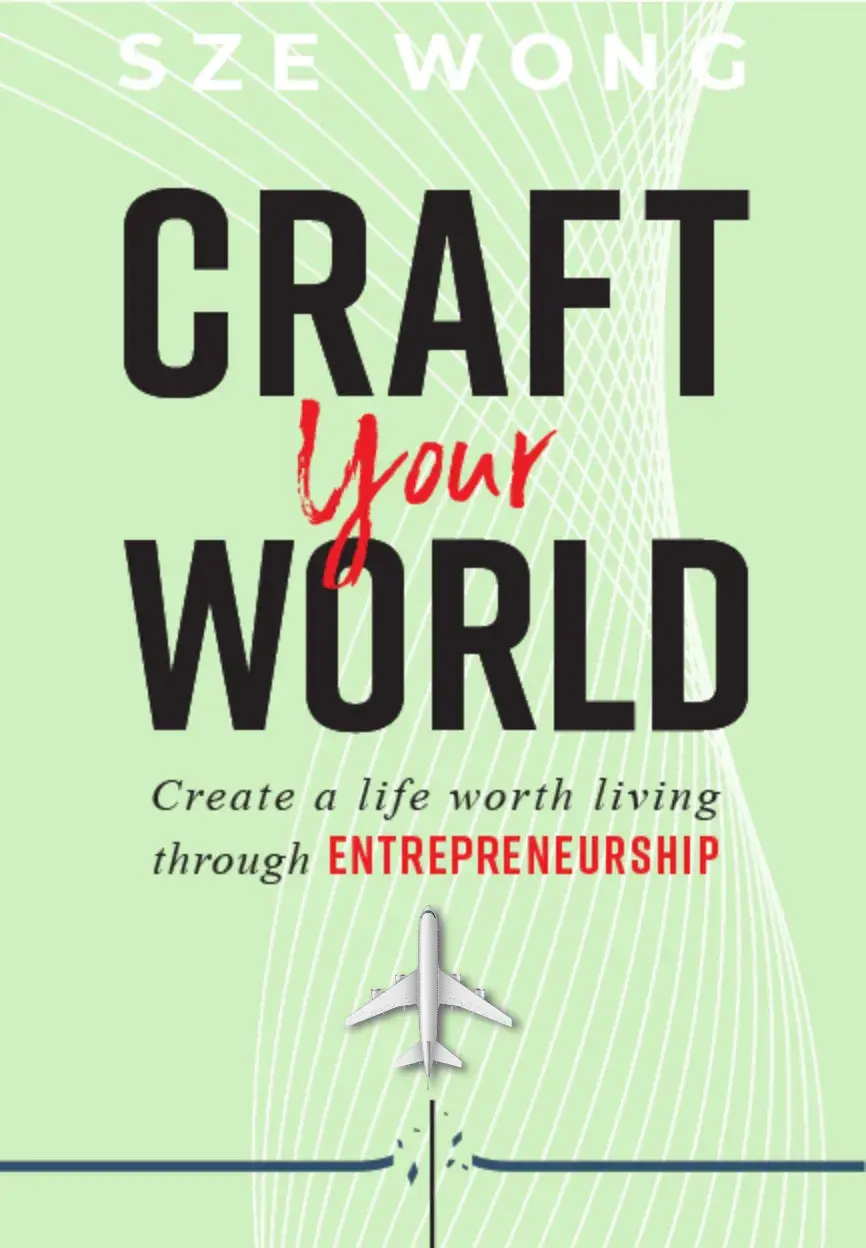 SZE WONG
CRAFT
Your
WORLD
Create a life worth living
through ENTREPRENEURSHIP